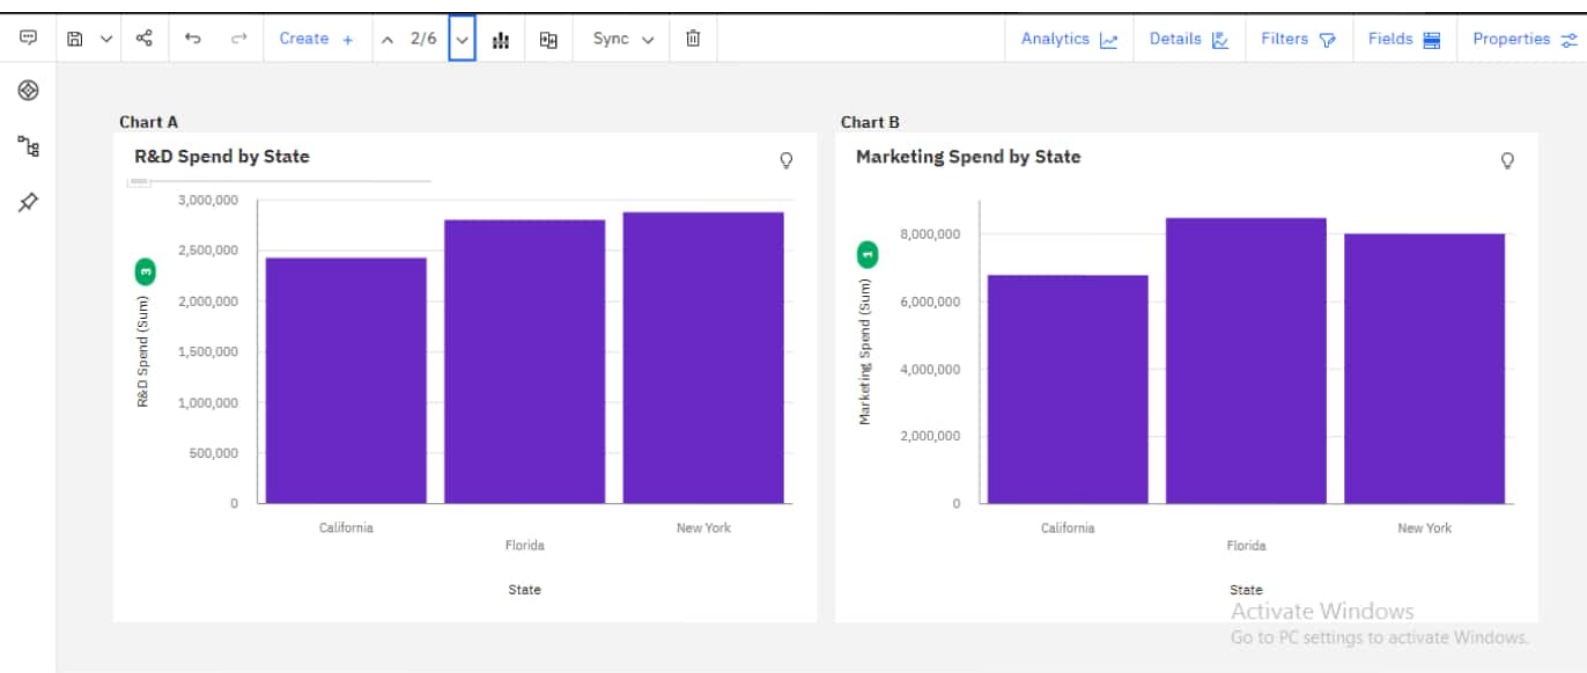 Create +
2/6
Sync
Analytics
Details
Filters
Fields
Properties
Chart A
R&D Spend by State
3,000,000
2,500,000
2,000,000
1,500,000
1,000,000
500,000
0
R&D Spend (Sum)
3
California
Florida
New York
State
Chart B
Marketing Spend by State
8,000,000
6,000,000
4,000,000
2,000,000
0
Marketing Spend (Sum)
1
California
Florida
New York
State
Activate Windows
Go to PC settings to activate Windows.